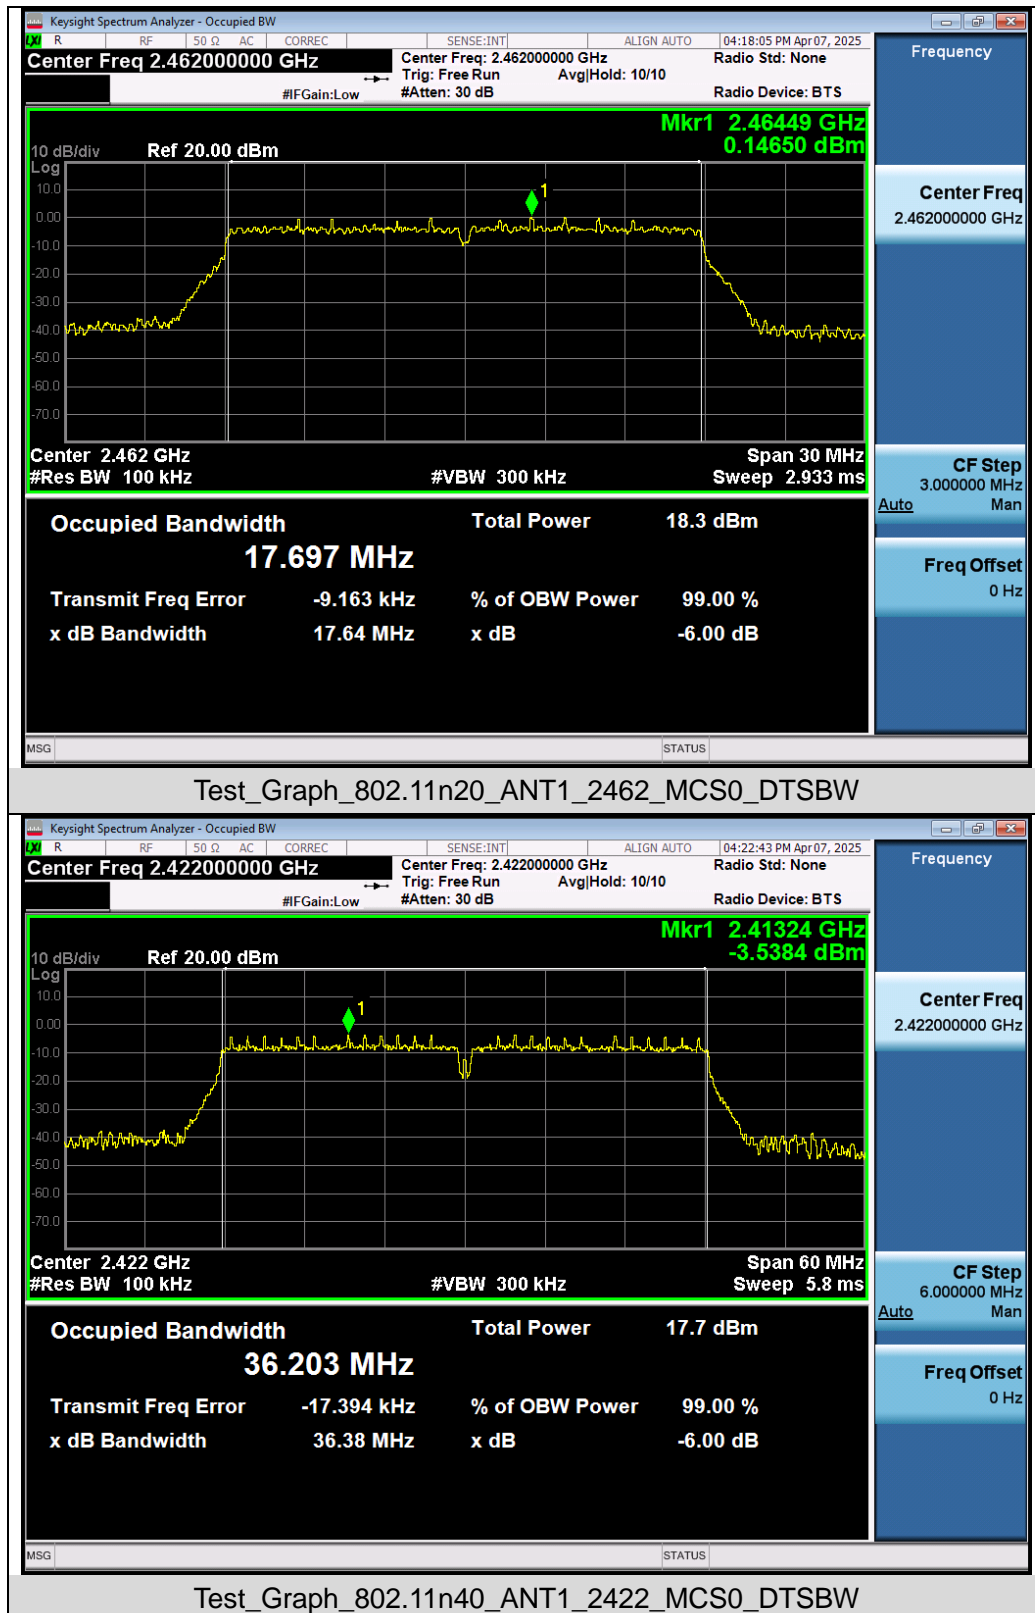 Keysight Spectrum Analyzer - Occupied BW
LXI R RF 50 Ω AC CORREC SENSE:INT ALIGN AUTO 04:18:05 PM Apr 07, 2025
Center Freq 2.462000000 GHz
Center Freq: 2.462000000 GHz
Radio Std: None
Trig: Free Run Avg|Hold: 10/10
#IFGain:Low
#Atten: 30 dB
Radio Device: BTS
Mkr1 2.46449 GHz
0.14650 dBm
10 dB/div Ref 20.00 dBm
Log
10.0
1
0.00
-10.0
-20.0
-30.0
-40.0
-50.0
-60.0
-70.0
Center 2.462 GHz Span 30 MHz
#Res BW 100 kHz #VBW 300 kHz Sweep 2.933 ms
Occupied Bandwidth Total Power 18.3 dBm
17.697 MHz
Transmit Freq Error -9.163 kHz % of OBW Power 99.00 %
x dB Bandwidth 17.64 MHz x dB -6.00 dB
MSG STATUS
Frequency
Center Freq
2.462000000 GHz
CF Step
3.000000 MHz
Auto Man
Freq Offset
0 Hz
Test_Graph_802.11n20_ANT1_2462_MCS0_DTSBW
Keysight Spectrum Analyzer - Occupied BW
LXI R RF 50 Ω AC CORREC SENSE:INT ALIGN AUTO 04:22:43 PM Apr 07, 2025
Center Freq 2.422000000 GHz
Center Freq: 2.422000000 GHz
Radio Std: None
Trig: Free Run Avg|Hold: 10/10
#IFGain:Low
#Atten: 30 dB
Radio Device: BTS
Mkr1 2.41324 GHz
-3.5384 dBm
10 dB/div Ref 20.00 dBm
Log
10.0
1
0.00
-10.0
-20.0
-30.0
-40.0
-50.0
-60.0
-70.0
Center 2.422 GHz Span 60 MHz
#Res BW 100 kHz #VBW 300 kHz Sweep 5.8 ms
Occupied Bandwidth Total Power 17.7 dBm
36.203 MHz
Transmit Freq Error -17.394 kHz % of OBW Power 99.00 %
x dB Bandwidth 36.38 MHz x dB -6.00 dB
MSG STATUS
Frequency
Center Freq
2.422000000 GHz
CF Step
6.000000 MHz
Auto Man
Freq Offset
0 Hz
Test_Graph_802.11n40_ANT1_2422_MCS0_DTSBW